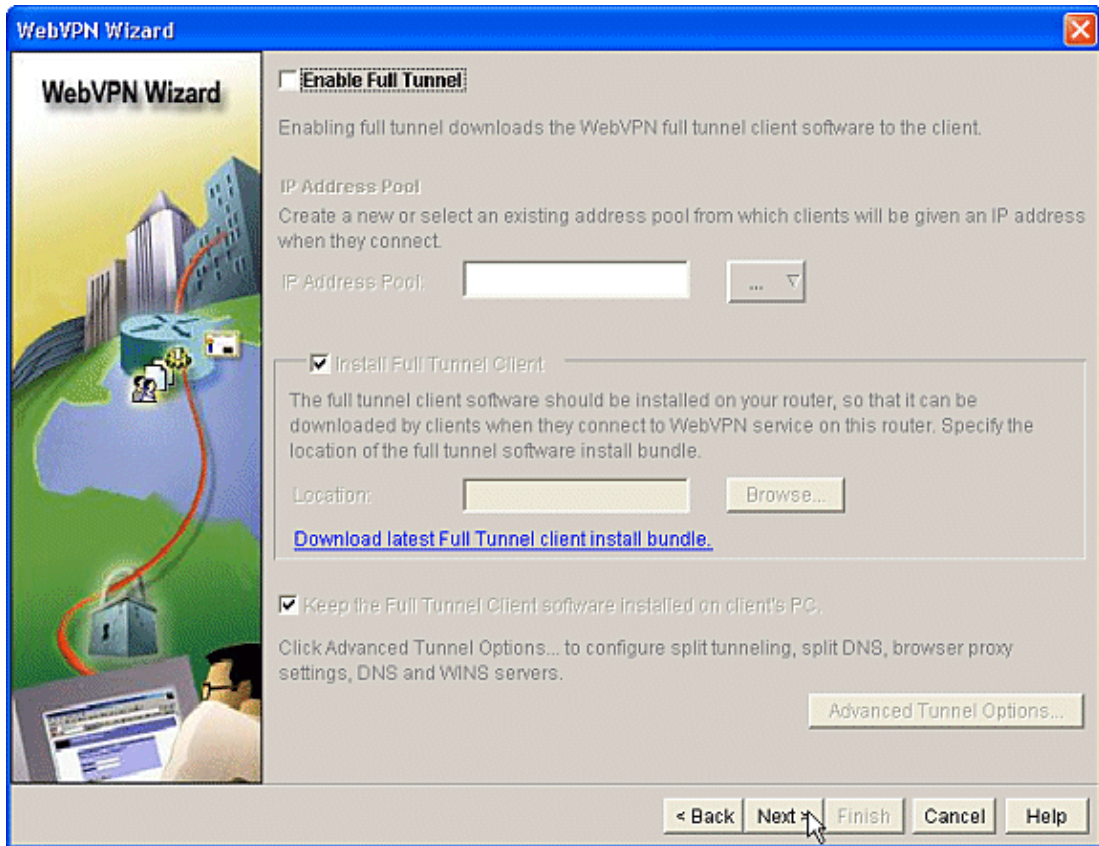 WebVPN Wizard
WebVPN Wizard
Enable Full Tunnel
Enabling full tunnel downloads the WebVPN full tunnel client software to the client.
IP Address Pool
Create a new or select an existing address pool from which clients will be given an IP address
when they connect.
IP Address Pool:
...
Install Full Tunnel Client
The full tunnel client software should be installed on your router, so that it can be
downloaded by clients when they connect to WebVPN service on this router. Specify the
location of the full tunnel software install bundle.
Location:
Browse...
Download latest Full Tunnel client install bundle.
Keep the Full Tunnel Client software installed on client's PC.
Click Advanced Tunnel Options... to configure split tunneling, split DNS, browser proxy
settings, DNS and WINS servers.
Advanced Tunnel Options...
< Back Next > Finish Cancel Help